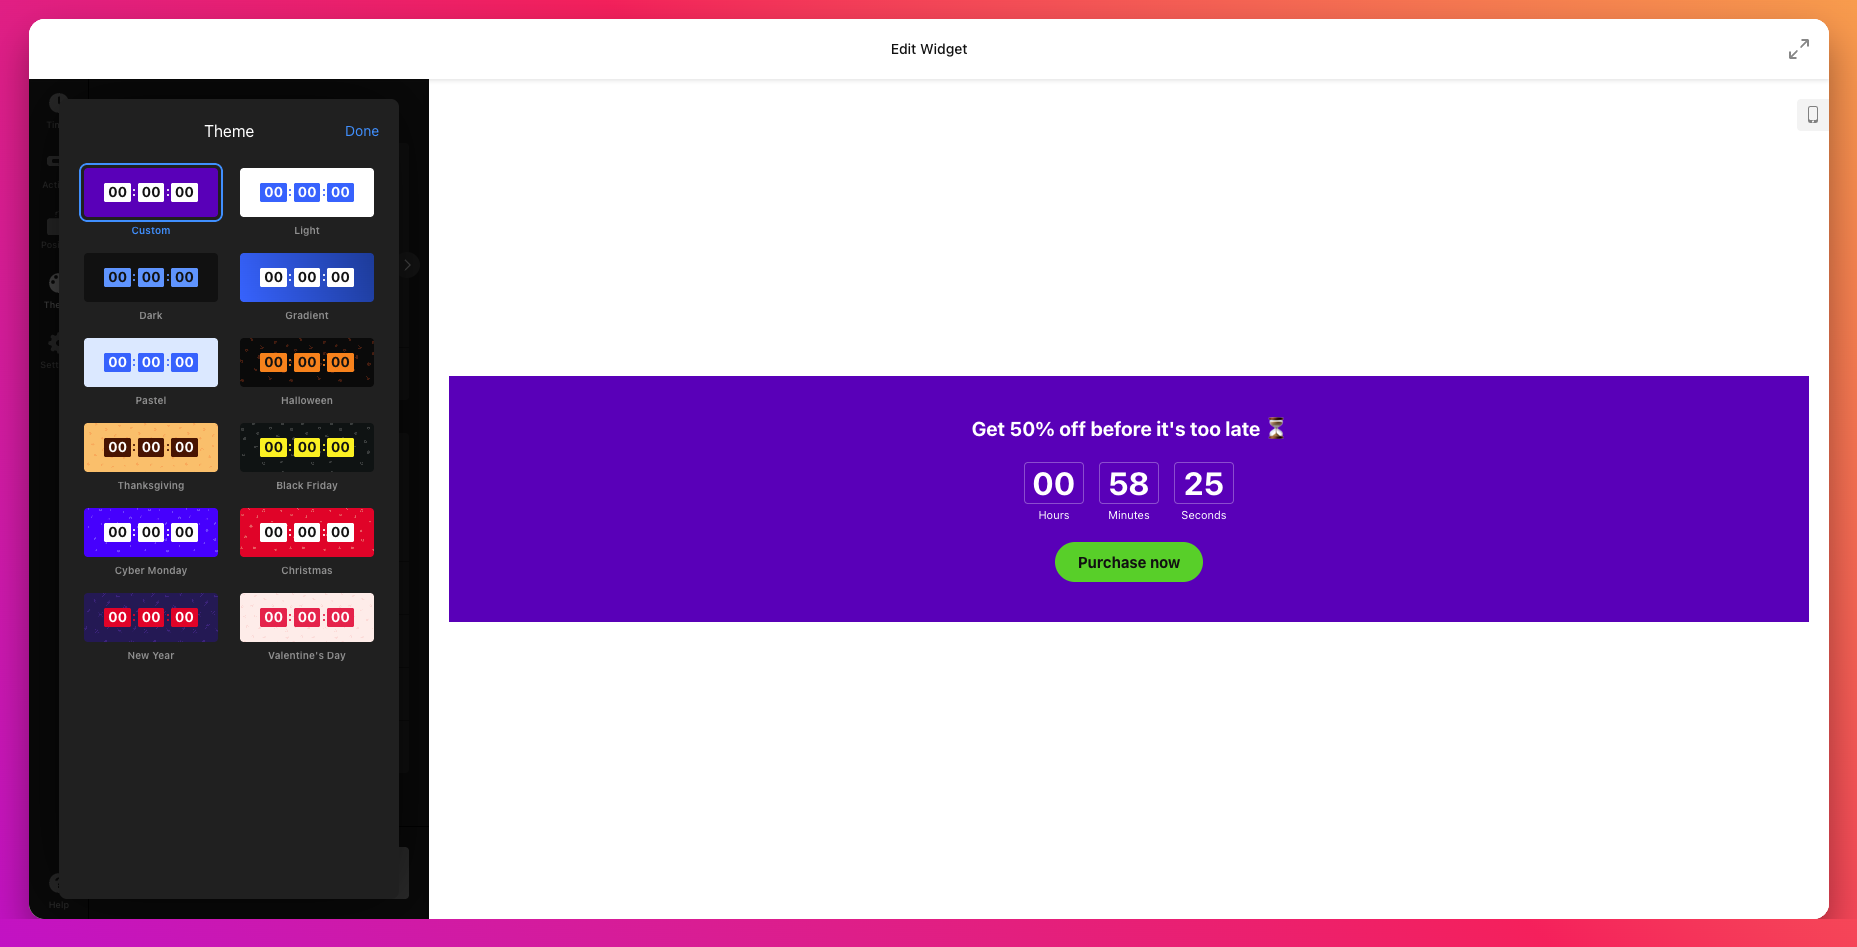 Edit Widget
Theme
Done
00:00:00
00:00:00
Custom
Light
00:00:00
00:00:00
Dark
Gradient
00:00:00
00:00:00
Pastel
Halloween
00:00:00
00:00:00
Thanksgiving
Black Friday
00:00:00
00:00:00
Cyber Monday
Christmas
00:00:00
00:00:00
New Year
Valentine's Day
Help
Get 50% off before it's too late ⏳
00 58 25
Hours Minutes Seconds
Purchase now